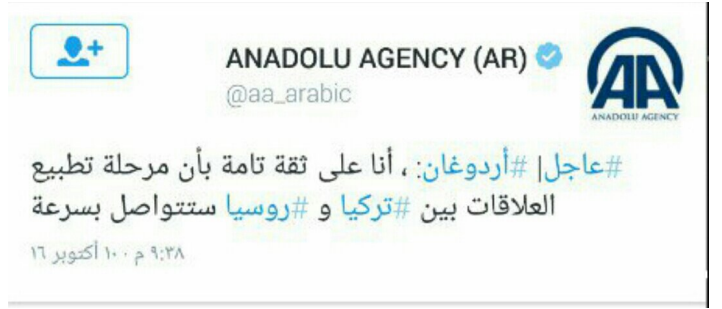 ANADOLU AGENCY (AR)
@aa_arabic
AA
ANADOLU AGENCY
#عاجل| #أردوغان: ، أنا على ثقة تامة بأن مرحلة تطبيع
العلاقات بين #تركيا و #روسيا ستتواصل بسرعة
٩:٣٨ م · ١٠ أكتوبر ١٦